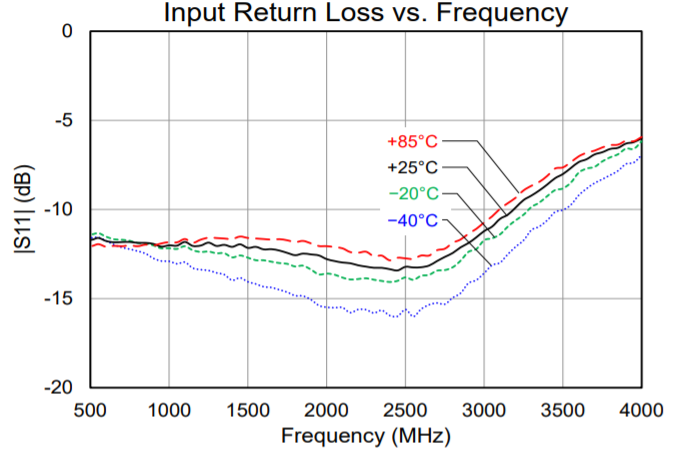 Input Return Loss vs. Frequency
|S11| (dB)
0
-5
-10
-15
-20
+85°C
+25°C
−20°C
−40°C
500 1000 1500 2000 2500 3000 3500 4000
Frequency (MHz)